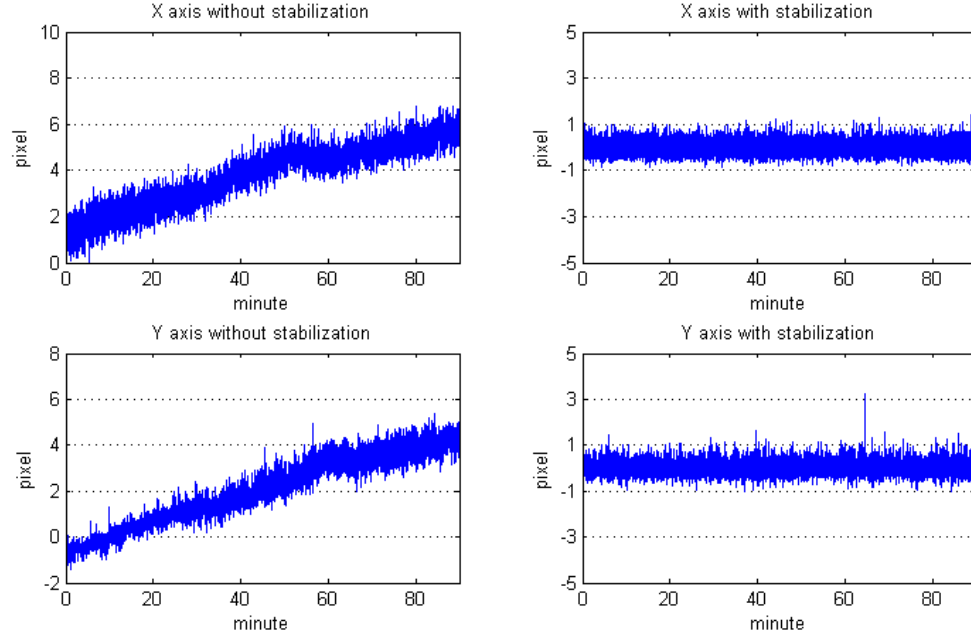 X axis without stabilization
10
8
6
4
2
0
pixel
0 20 40 60 80
minute
X axis with stabilization
5
3
1
-1
-3
-5
pixel
0 20 40 60 80
minute
Y axis without stabilization
8
6
4
2
0
-2
pixel
0 20 40 60 80
minute
Y axis with stabilization
5
3
1
-1
-3
-5
pixel
0 20 40 60 80
minute